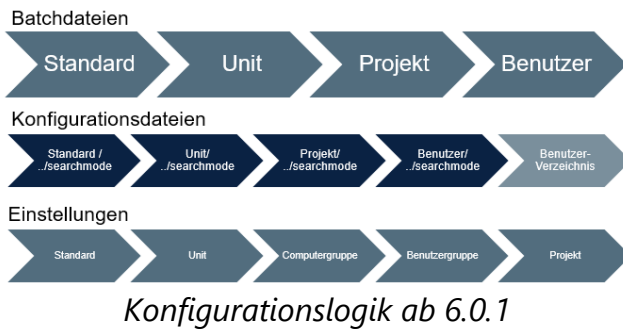 Batchdateien
Standard Unit Projekt Benutzer
Konfigurationsdateien
Standard / Unit/ Projekt/ Benutzer/ Benutzer-
../searchmode ../searchmode ../searchmode ../searchmode Verzeichnis
Einstellungen
Standard Unit Computergruppe Benutzergruppe Projekt
Konfigurationslogik ab 6.0.1